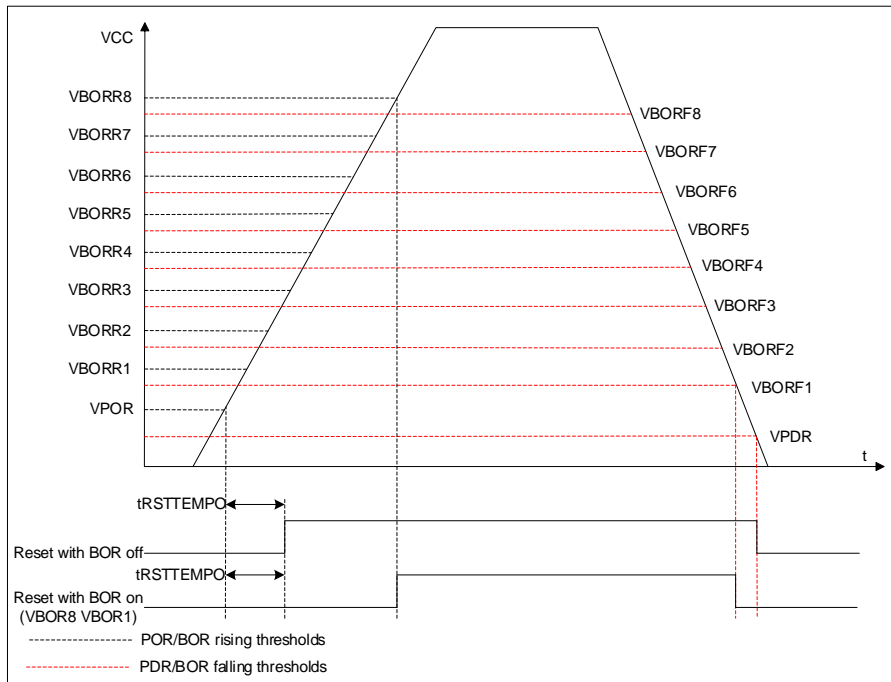 VCC
VBORR8
VBORF8
VBORR7
VBORF7
VBORR6
VBORF6
VBORR5
VBORF5
VBORR4
VBORF4
VBORR3
VBORF3
VBORR2
VBORF2
VBORR1
VBORF1
VPOR
VPDR
t
tRSTTEMPO
Reset with BOR off
tRSTTEMPO
Reset with BOR on
(VBOR8 VBOR1)
POR/BOR rising thresholds
PDR/BOR falling thresholds